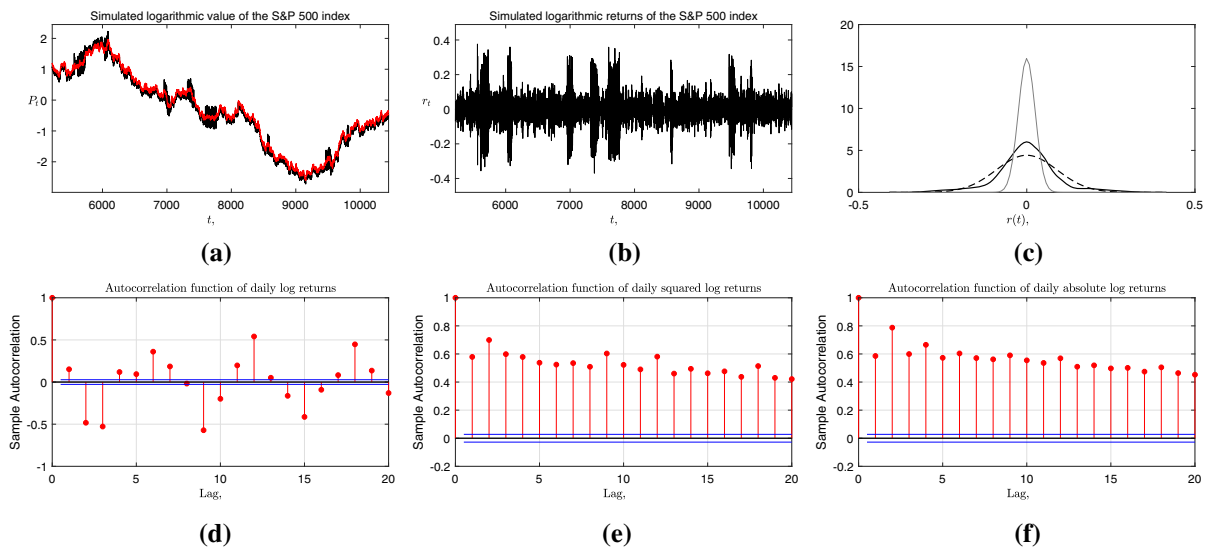 Simulated logarithmic value of the S&P 500 index
2
1
P_t 0
-1
-2
6000 7000 8000 9000 10000
t,
(a)
Simulated logarithmic returns of the S&P 500 index
0.4
0.2
r_t 0
-0.2
-0.4
6000 7000 8000 9000 10000
t,
(b)
20
15
10
5
0
-0.5 0 0.5
r(t),
(c)
Autocorrelation function of daily log returns
Sample Autocorrelation
1
0.5
0
-0.5
-1
0 5 10 15 20
Lag,
(d)
Autocorrelation function of daily squared log returns
Sample Autocorrelation
1
0.8
0.6
0.4
0.2
0
-0.2
0 5 10 15 20
Lag,
(e)
Autocorrelation function of daily absolute log returns
Sample Autocorrelation
1
0.8
0.6
0.4
0.2
0
-0.2
0 5 10 15 20
Lag,
(f)